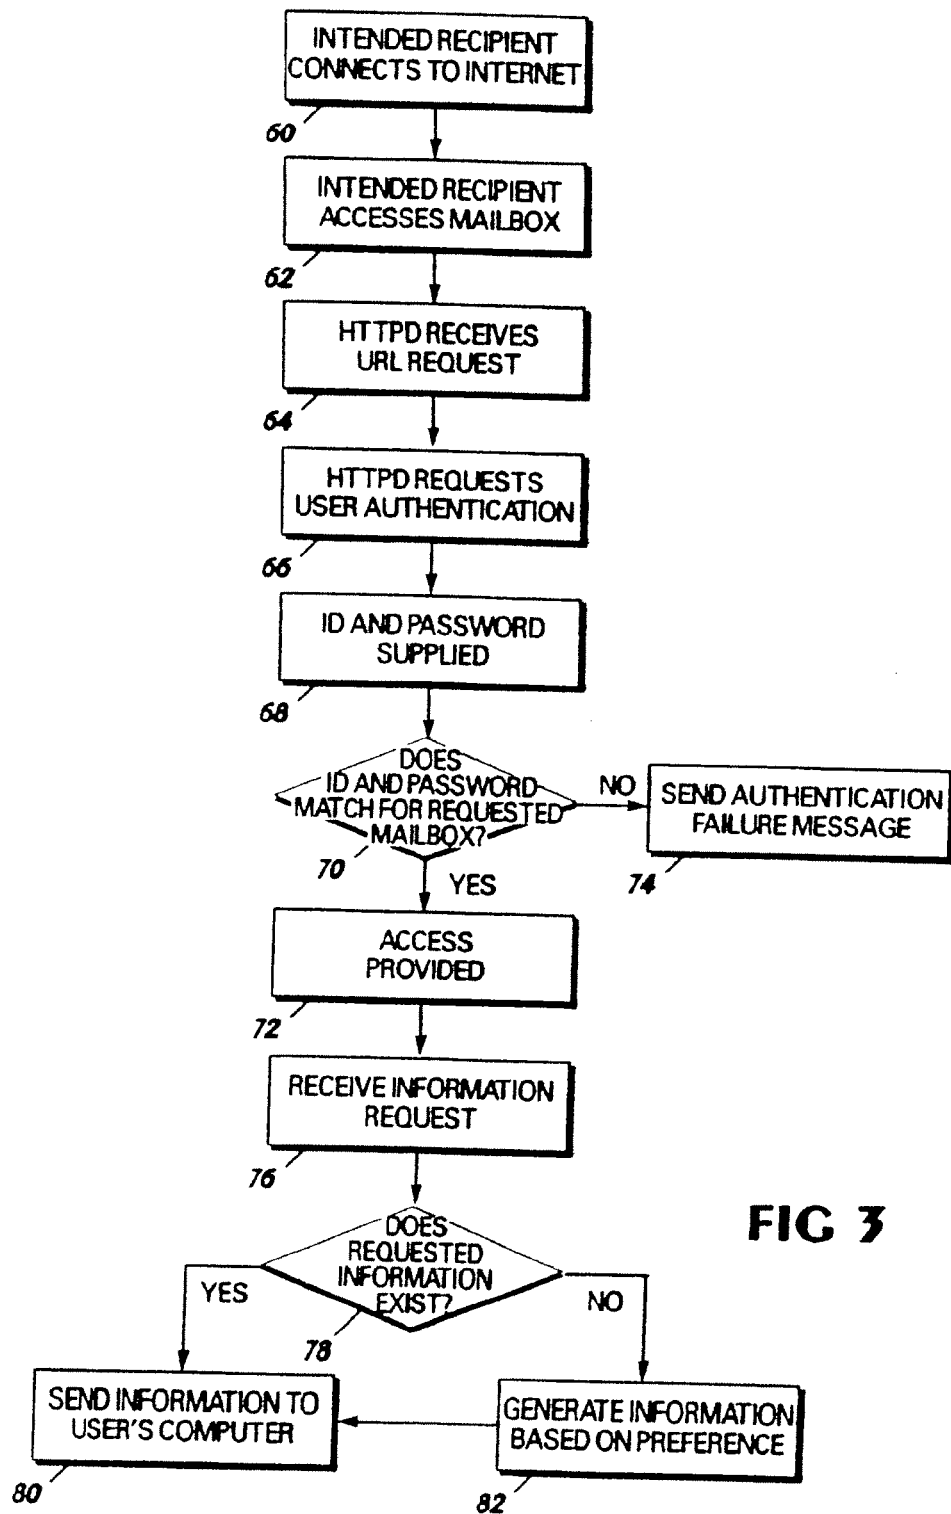 INTENDED RECIPIENT
CONNECTS TO INTERNET
60
INTENDED RECIPIENT
ACCESSES MAILBOX
62
HTTPD RECEIVES
URL REQUEST
64
HTTPD REQUESTS
USER AUTHENTICATION
66
ID AND PASSWORD
SUPPLIED
68
DOES
ID AND PASSWORD
MATCH FOR REQUESTED
MAILBOX?
70
NO
SEND AUTHENTICATION
FAILURE MESSAGE
74
YES
ACCESS
PROVIDED
72
RECEIVE INFORMATION
REQUEST
76
FIG 3
DOES
REQUESTED
INFORMATION
EXIST?
78
YES
NO
SEND INFORMATION TO
USER'S COMPUTER
80
GENERATE INFORMATION
BASED ON PREFERENCE
82